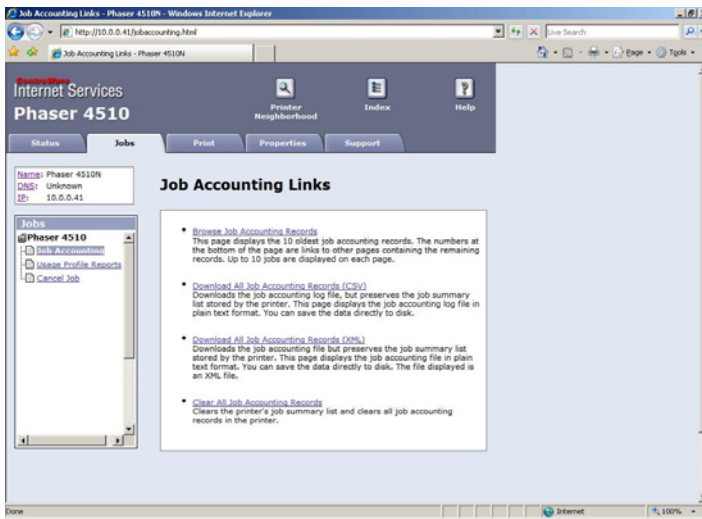 Job Accounting Links - Phaser 4510N - Windows Internet Explorer
http://10.0.0.41/jobaccounting.html
Live Search
Job Accounting Links - Phaser 4510N
Page
Tools
CentreWare
Internet Services
Phaser 4510
Printer
Neighborhood
Index
Help
Status
Jobs
Print
Properties
Support
Name: Phaser 4510N
DNS: Unknown
IP: 10.0.0.41
Job Accounting Links
Jobs
Phaser 4510
Job Accounting
Usage Profile Reports
Cancel Job
Browse Job Accounting Records
This page displays the 10 oldest job accounting records. The numbers at
the bottom of the page are links to other pages containing the remaining
records. Up to 10 jobs are displayed on each page.
Download All Job Accounting Records (CSV)
Downloads the job accounting log file, but preserves the job summary
list stored by the printer. This page displays the job accounting log file in
plain text format. You can save the data directly to disk.
Download All Job Accounting Records (XML)
Downloads the job accounting file but preserves the job summary list
stored by the printer. This page displays the job accounting file in plain
text format. You can save the data directly to disk. The file displayed is
an XML file.
Clear All Job Accounting Records
Clears the printer's job summary list and clears all job accounting
records in the printer.
Done
Internet
100%